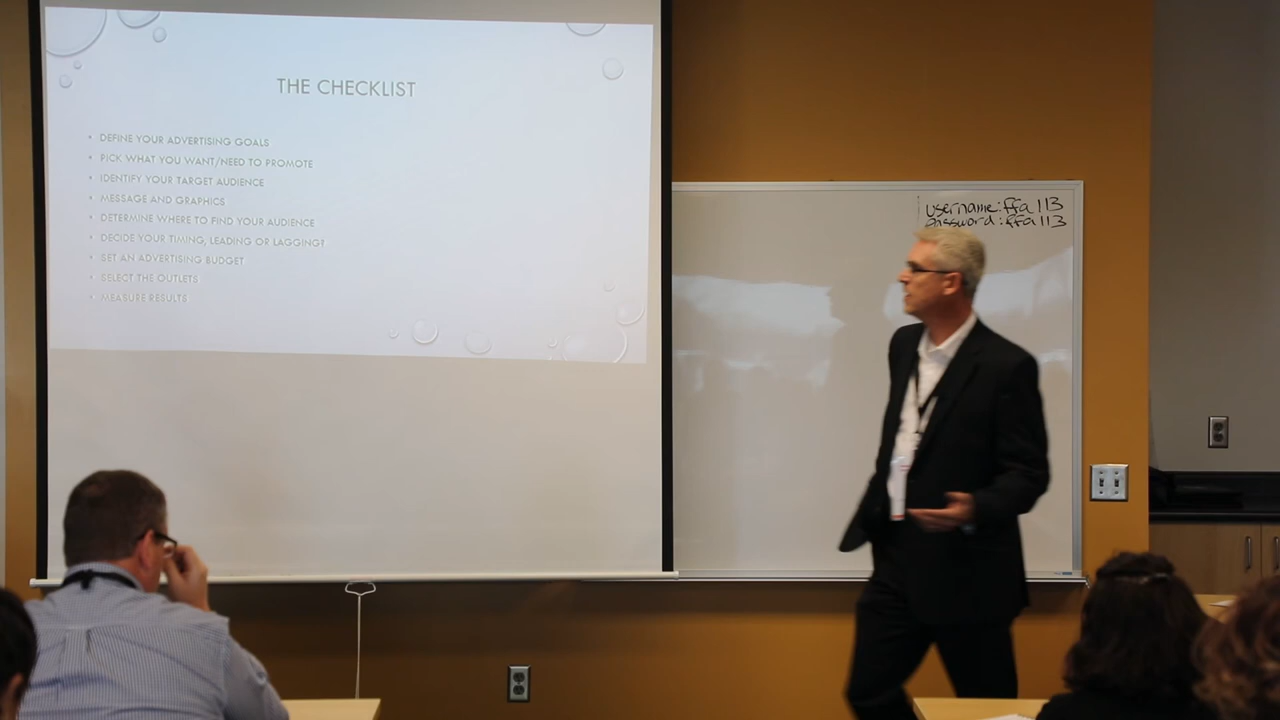 THE CHECKLIST
• DEFINE YOUR ADVERTISING GOALS
• PICK WHAT YOU WANT/NEED TO PROMOTE
• IDENTIFY YOUR TARGET AUDIENCE
• MESSAGE AND GRAPHICS
• DETERMINE WHERE TO FIND YOUR AUDIENCE
• DECIDE YOUR TIMING, LEADING OR LAGGING?
• SET AN ADVERTISING BUDGET
• SELECT THE OUTLETS
• MEASURE RESULTS
username: ffa113
password: ffa113